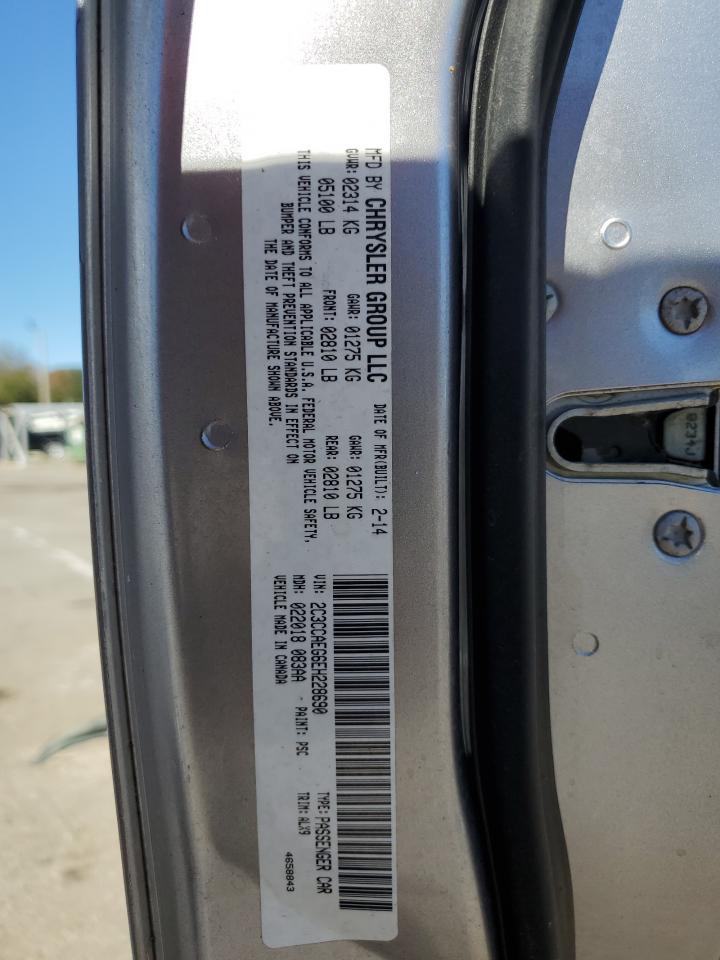 MFD BY CHRYSLER GROUP LLC DATE OF MFR(BUILT): 2-14
GVWR: 02314 KG GAWR: 01275 KG GAWR: 01275 KG
05100 LB FRONT: 02810 LB REAR: 02810 LB
THIS VEHICLE CONFORMS TO ALL APPLICABLE U.S.A. FEDERAL MOTOR VEHICLE SAFETY,
BUMPER AND THEFT PREVENTION STANDARDS IN EFFECT ON
THE DATE OF MANUFACTURE SHOWN ABOVE.
VIN: 2C3CCAEG6EH228690 TYPE: PASSENGER CAR
MDH: 022018 083AA - PAINT: PSC TRIM: ALX9
VEHICLE MADE IN CANADA 4658843
0234J